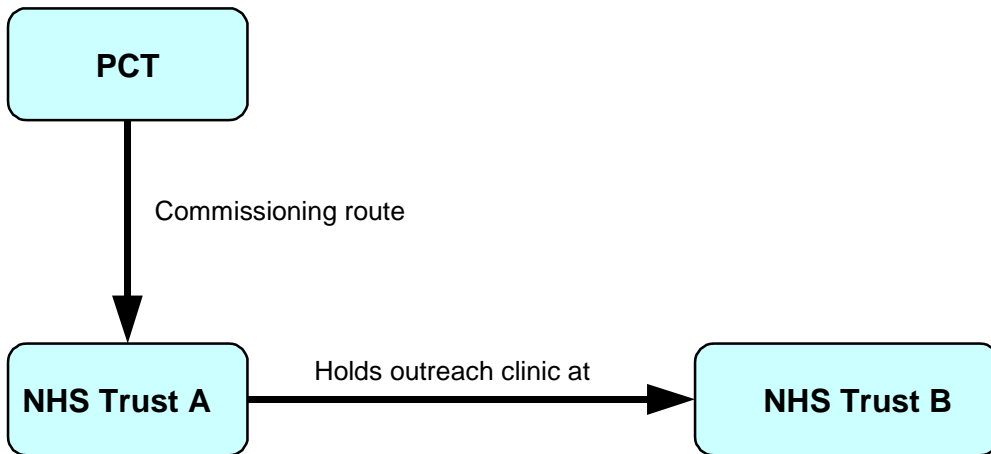 PCT
Commissioning route
Holds outreach clinic at
NHS Trust A
NHS Trust B